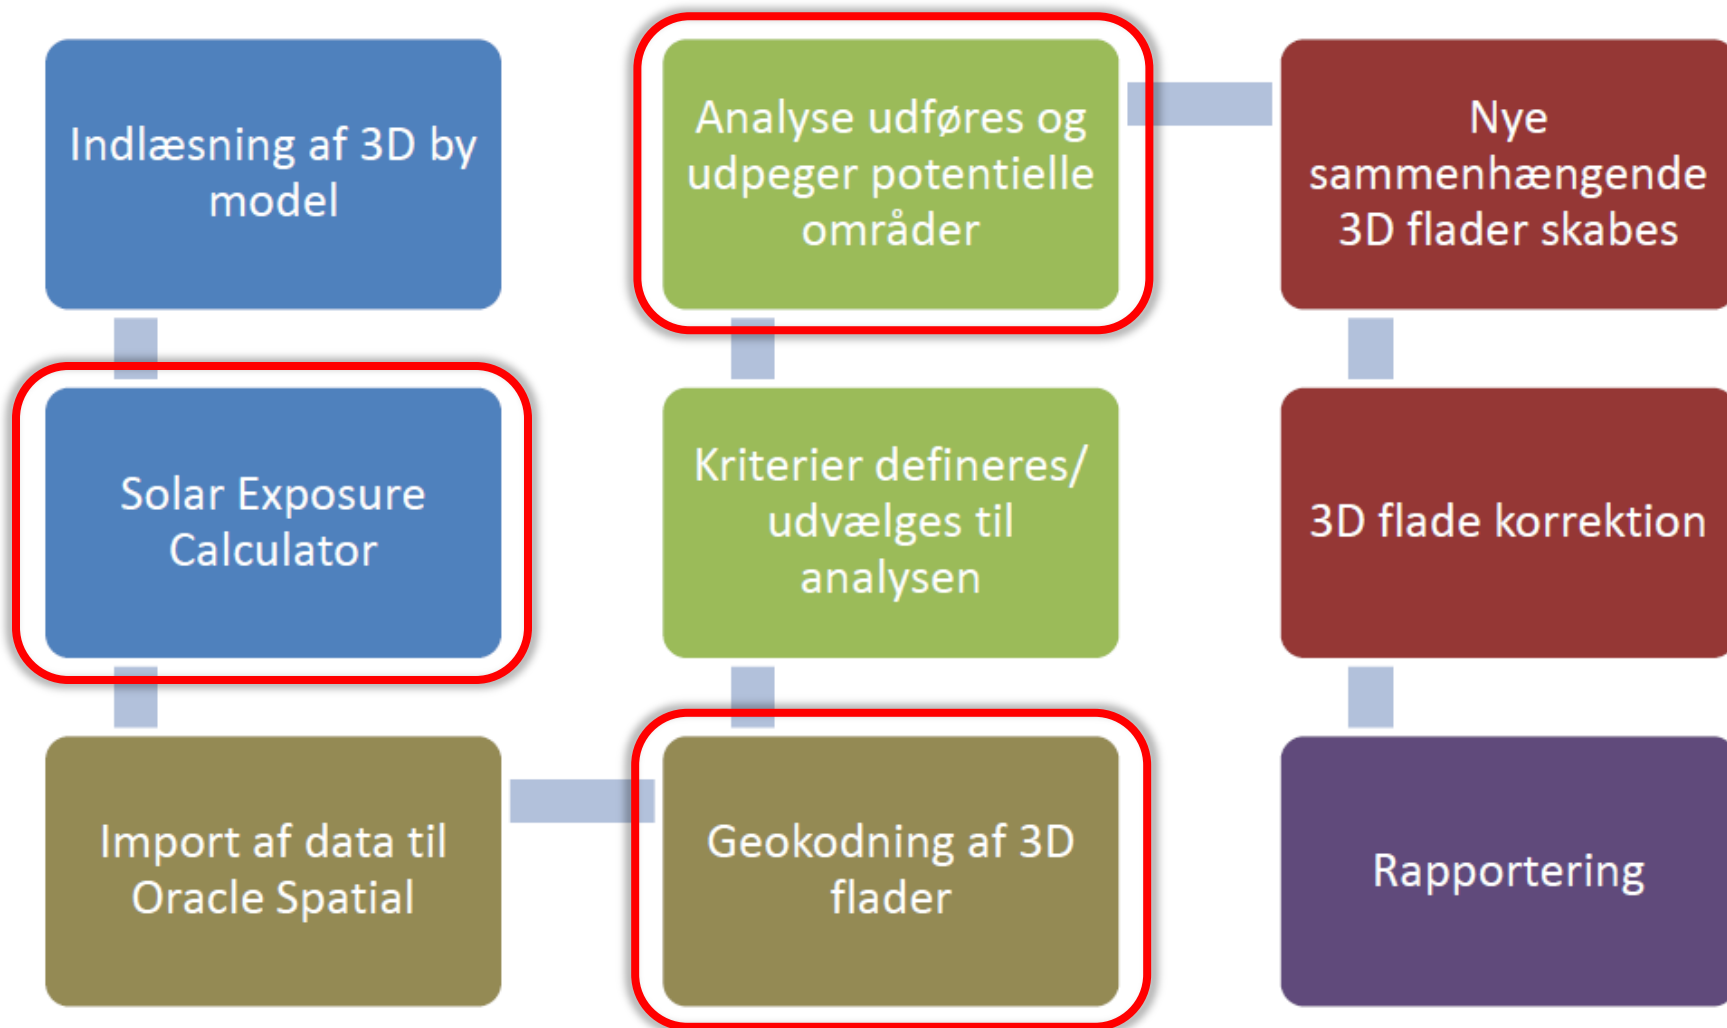 Indlæsning af 3D by
model
Solar Exposure
Calculator
Import af data til
Oracle Spatial
Geokodning af 3D
flader
Kriterier defineres/
udvælges til
analysen
Analyse udføres og
udpeger potentielle
områder
Nye
sammenhængende
3D flader skabes
3D flade korrektion
Rapportering